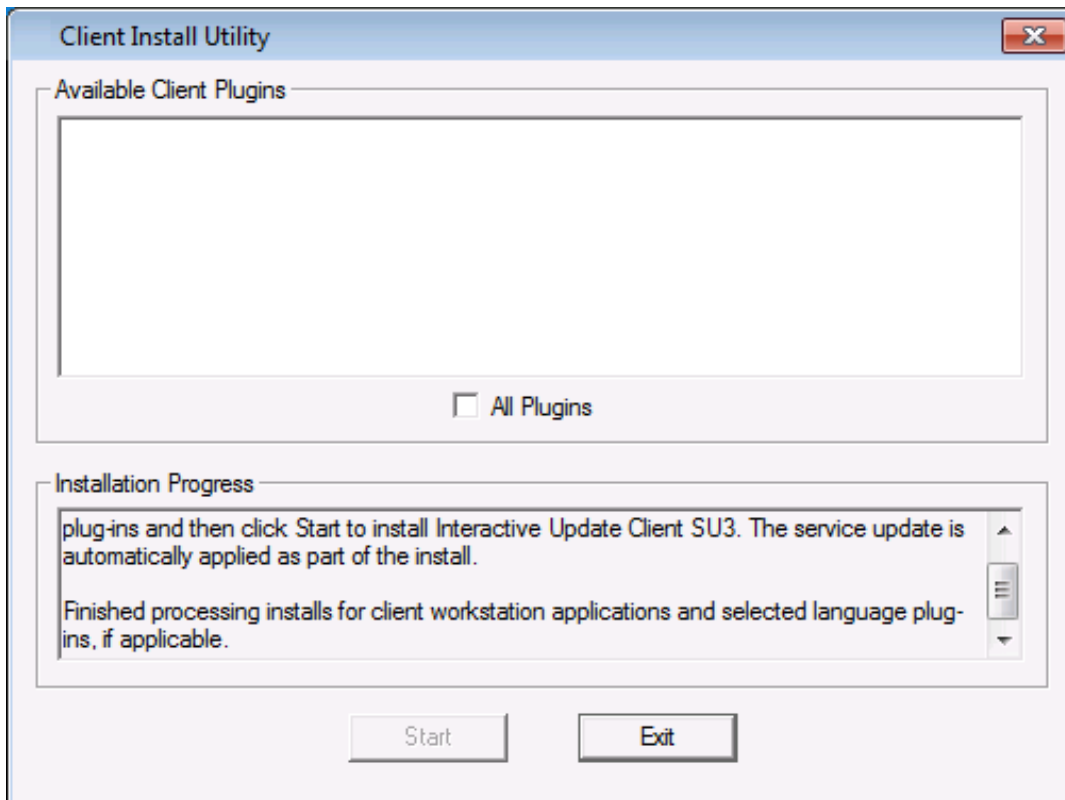 Client Install Utility
Available Client Plugins
All Plugins
Installation Progress
plug-ins and then click Start to install Interactive Update Client SU3. The service update is
automatically applied as part of the install.
Finished processing installs for client workstation applications and selected language plug-
ins, if applicable.
Start
Exit